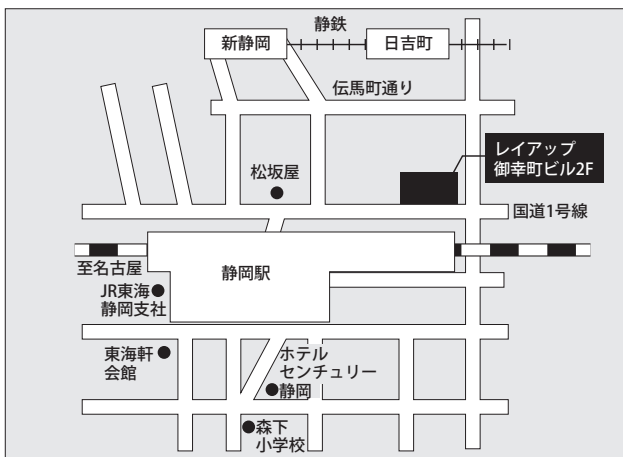 静鉄
新静岡
日吉町
伝馬町通り
レイアップ
御幸町ビル2F
松坂屋
国道1号線
静岡駅
至名古屋
JR東海
静岡支社
東海軒
会館
ホテル
センチュリー
静岡
森下
小学校